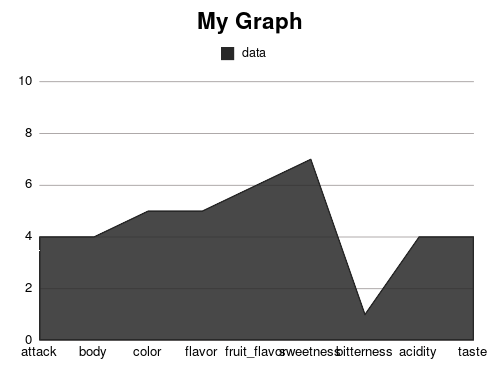 My Graph
data
10
8
6
4
2
0
attack body color flavor fruit_flavor sweetness bitterness acidity taste